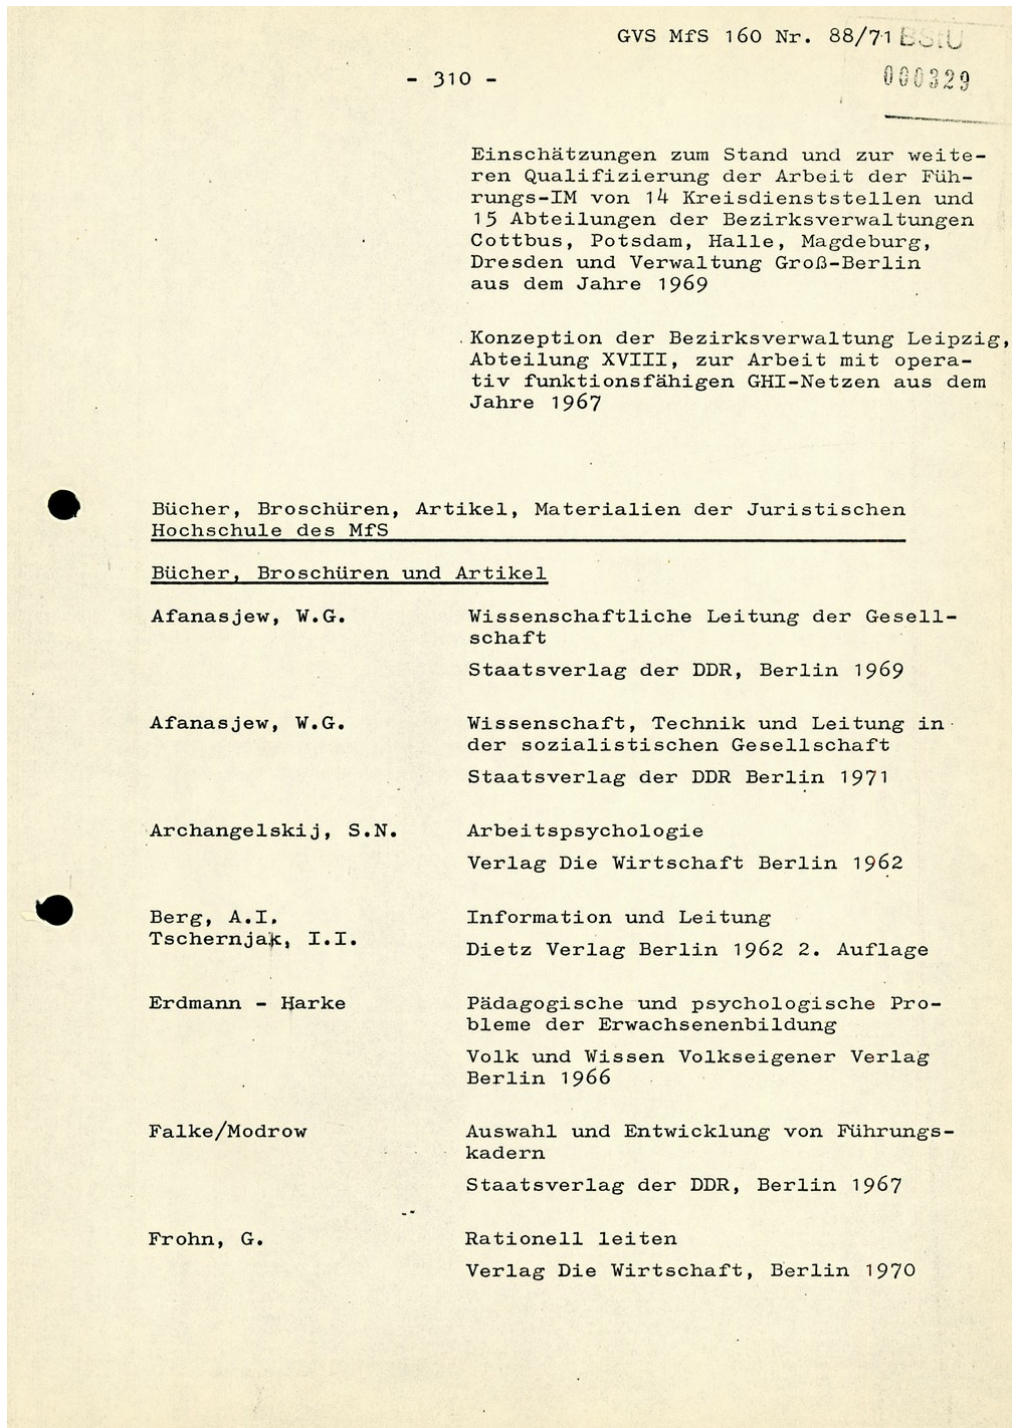 GVS MfS 160 Nr. 88/71 BStU
- 310 -
000329
Einschätzungen zum Stand und zur weite-
ren Qualifizierung der Arbeit der Füh-
rungs-IM von 14 Kreisdienststellen und
15 Abteilungen der Bezirksverwaltungen
Cottbus, Potsdam, Halle, Magdeburg,
Dresden und Verwaltung Groß-Berlin
aus dem Jahre 1969
Konzeption der Bezirksverwaltung Leipzig,
Abteilung XVIII, zur Arbeit mit opera-
tiv funktionsfähigen GHI-Netzen aus dem
Jahre 1967
Bücher, Broschüren, Artikel, Materialien der Juristischen
Hochschule des MfS
Bücher, Broschüren und Artikel
Afanasjew, W.G.
Wissenschaftliche Leitung der Gesell-
schaft
Staatsverlag der DDR, Berlin 1969
Afanasjew, W.G.
Wissenschaft, Technik und Leitung in
der sozialistischen Gesellschaft
Staatsverlag der DDR Berlin 1971
Archangelskij, S.N.
Arbeitspsychologie
Verlag Die Wirtschaft Berlin 1962
Berg, A.I.
Tschernjak, I.I.
Information und Leitung
Dietz Verlag Berlin 1962 2. Auflage
Erdmann - Harke
Pädagogische und psychologische Pro-
bleme der Erwachsenenbildung
Volk und Wissen Volkseigener Verlag
Berlin 1966
Falke/Modrow
Auswahl und Entwicklung von Führungs-
kadern
Staatsverlag der DDR, Berlin 1967
Frohn, G.
Rationell leiten
Verlag Die Wirtschaft, Berlin 1970